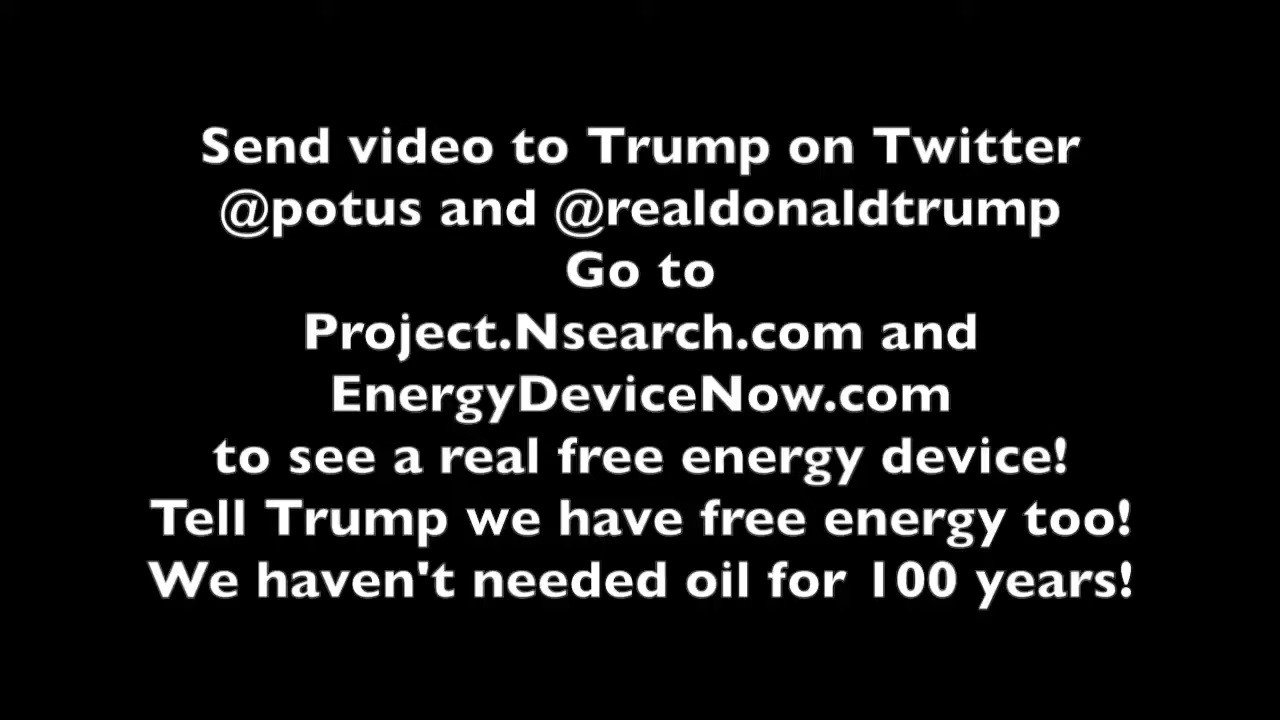 Send video to Trump on Twitter
@potus and @realdonaldtrump
Go to
Project.Nsearch.com and
EnergyDeviceNow.com
to see a real free energy device!
Tell Trump we have free energy too!
We haven't needed oil for 100 years!